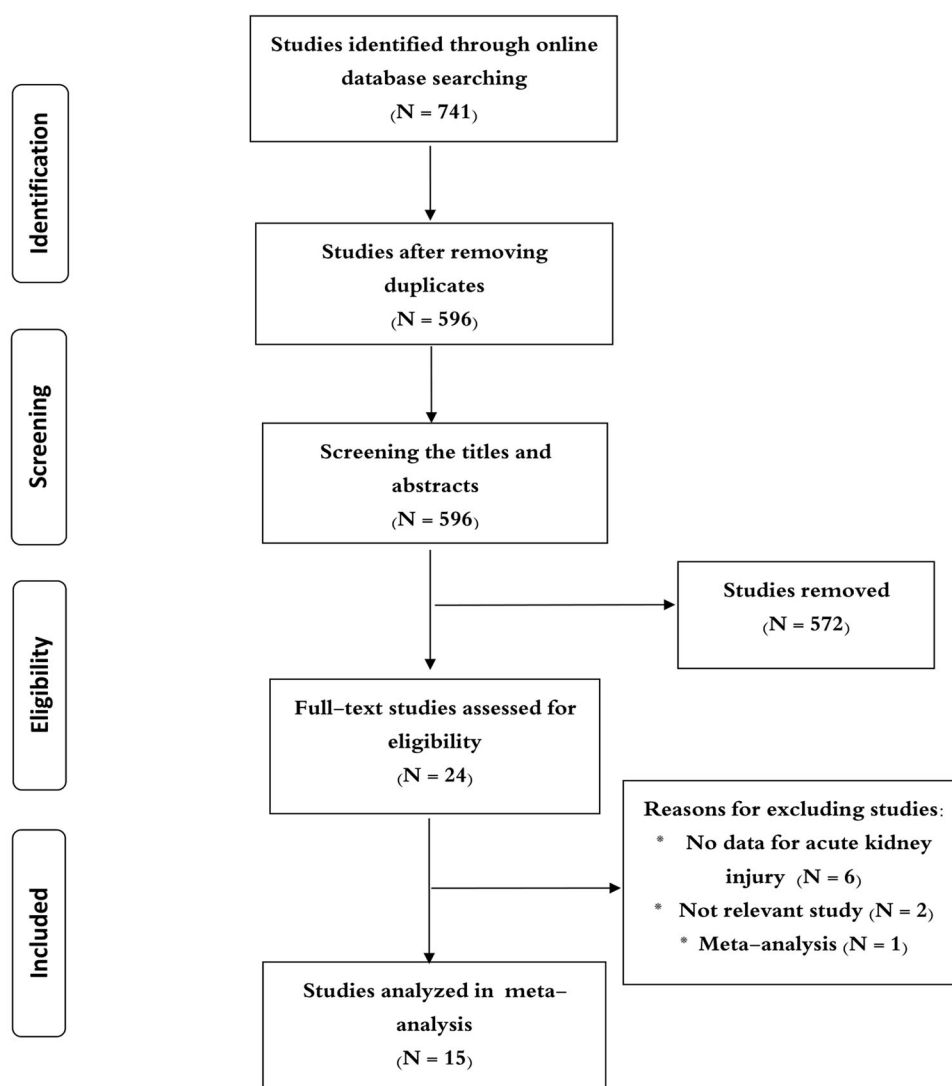 Studies identified through online
database searching
(N = 741)
Identification
Studies after removing
duplicates
(N = 596)
Screening
Screening the titles and
abstracts
(N = 596)
Studies removed
(N = 572)
Eligibility
Full-text studies assessed for
eligibility
(N = 24)
Reasons for excluding studies:
* No data for acute kidney
injury (N = 6)
* Not relevant study (N = 2)
* Meta-analysis (N = 1)
Included
Studies analyzed in meta-
analysis
(N = 15)